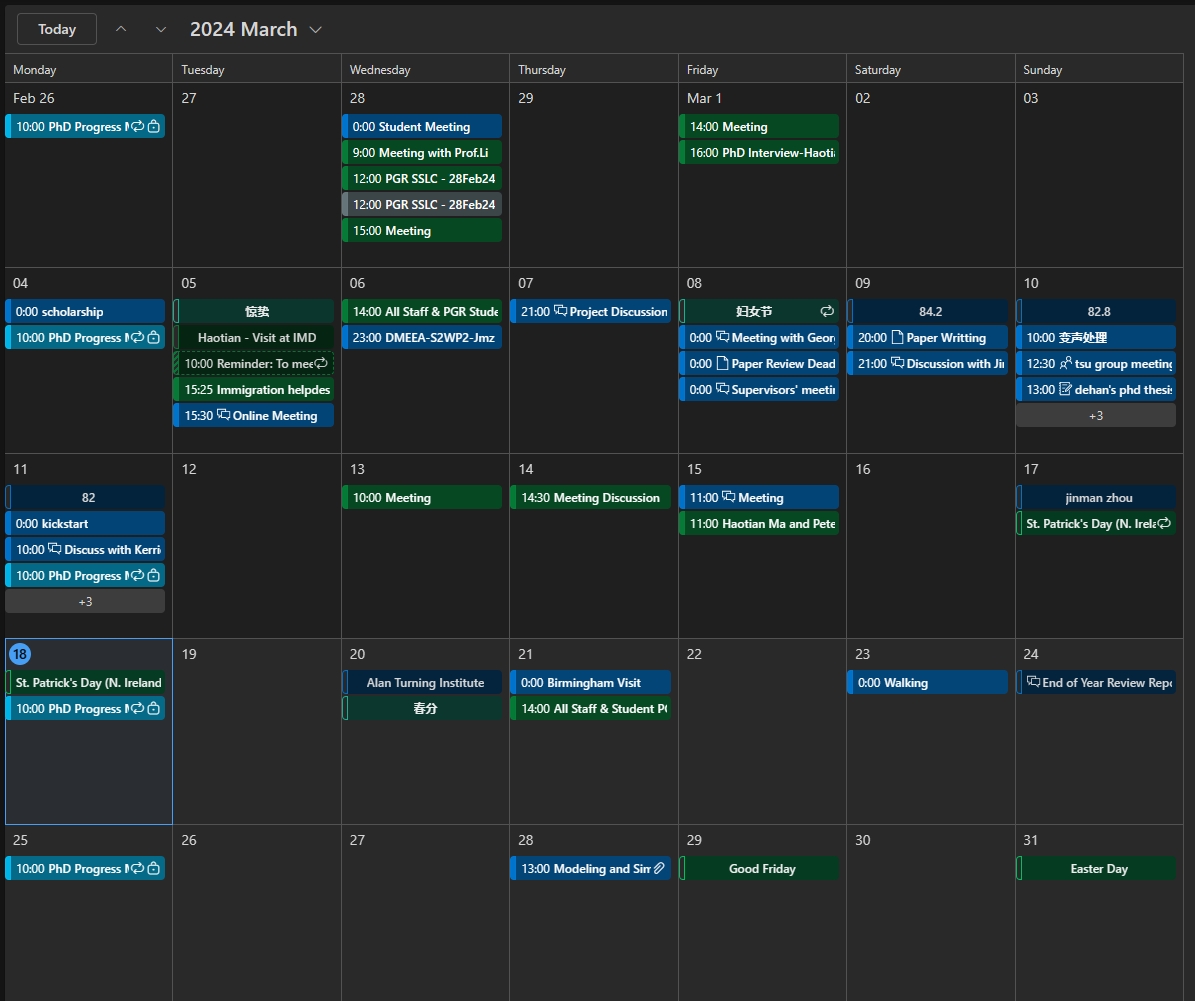 Today
2024 March
Monday Tuesday Wednesday Thursday Friday Saturday Sunday
Feb 26
10:00 PhD Progress
27
28
0:00 Student Meeting
9:00 Meeting with Prof.Li
12:00 PGR SSLC - 28Feb24
12:00 PGR SSLC - 28Feb24
15:00 Meeting
29
Mar 1
14:00 Meeting
16:00 PhD Interview-Haoti
02
03
04
0:00 scholarship
10:00 PhD Progress
05
惊蛰
Haotian - Visit at IMD
10:00 Reminder: To mee
15:25 Immigration helpdes
15:30 Online Meeting
06
14:00 All Staff & PGR Stude
23:00 DMEEA-S2WP2-Jmz
07
21:00 Project Discussion
08
妇女节
0:00 Meeting with Geor
0:00 Paper Review Dead
0:00 Supervisors' meetin
09
84.2
20:00 Paper Writting
21:00 Discussion with Ji
10
82.8
10:00 变声处理
12:30 tsu group meeting
13:00 dehan's phd thesis
+3
11
82
0:00 kickstart
10:00 Discuss with Kerri
10:00 PhD Progress
+3
12
13
10:00 Meeting
14
14:30 Meeting Discussion
15
11:00 Meeting
11:00 Haotian Ma and Pete
16
17
jinman zhou
St. Patrick's Day (N. Irela
18
St. Patrick's Day (N. Ireland
10:00 PhD Progress
19
20
Alan Turning Institute
春分
21
0:00 Birmingham Visit
14:00 All Staff & Student P
22
23
0:00 Walking
24
End of Year Review Repo
25
10:00 PhD Progress
26
27
28
13:00 Modeling and Sim
29
Good Friday
30
31
Easter Day